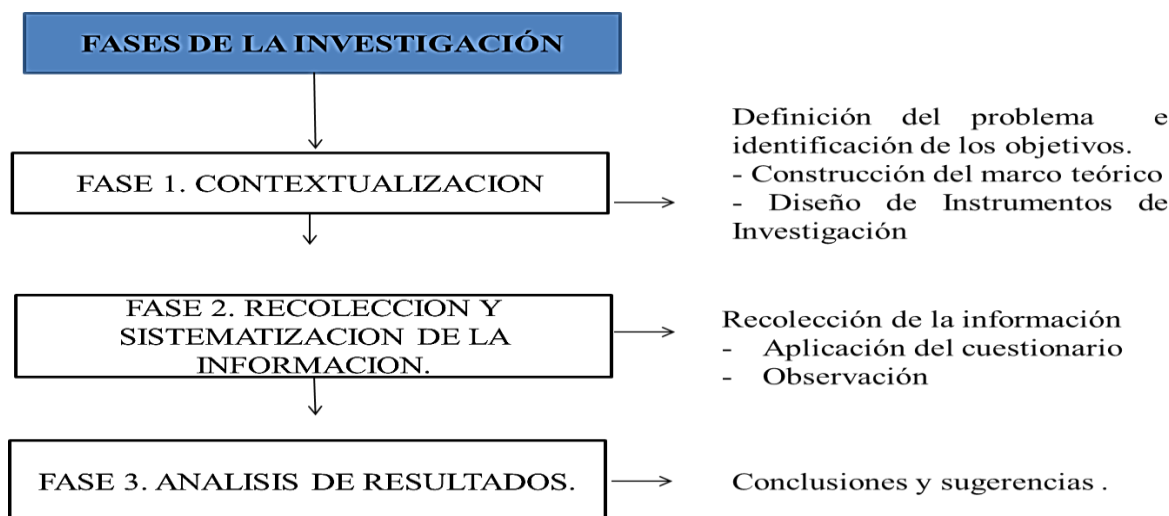 FASES DE LA INVESTIGACIÓN
FASE 1. CONTEXTUALIZACION
Definición del problema e
identificación de los objetivos.
- Construcción del marco teórico
- Diseño de Instrumentos de
Investigación
FASE 2. RECOLECCION Y
SISTEMATIZACION DE LA
INFORMACION.
Recolección de la información
- Aplicación del cuestionario
- Observación
FASE 3. ANALISIS DE RESULTADOS.
Conclusiones y sugerencias .